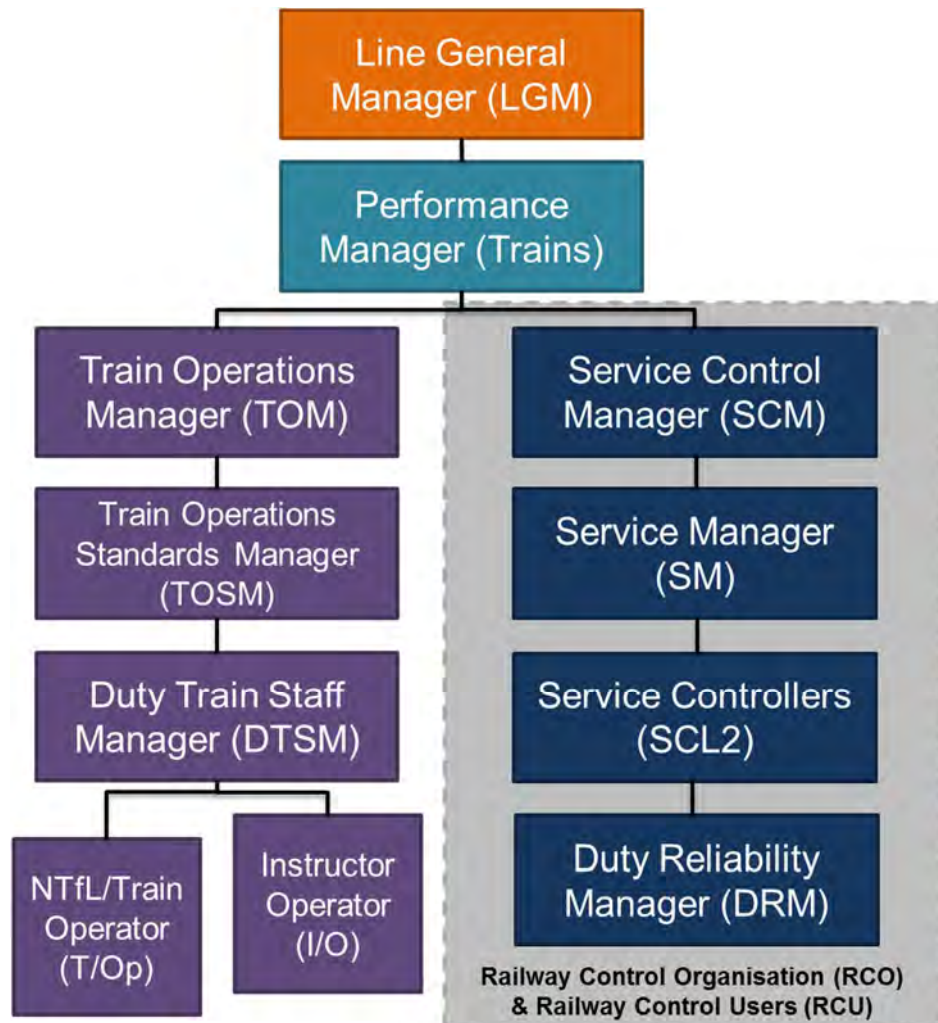 Line General
Manager (LGM)
Performance
Manager (Trains)
Train Operations
Manager (TOM)
Service Control
Manager (SCM)
Train Operations
Standards Manager
(TOSM)
Service Manager
(SM)
Duty Train Staff
Manager (DTSM)
Service Controllers
(SCL2)
NTfL/Train
Operator
(T/Op)
Instructor
Operator
(I/O)
Duty Reliability
Manager (DRM)
Railway Control Organisation (RCO)
& Railway Control Users (RCU)